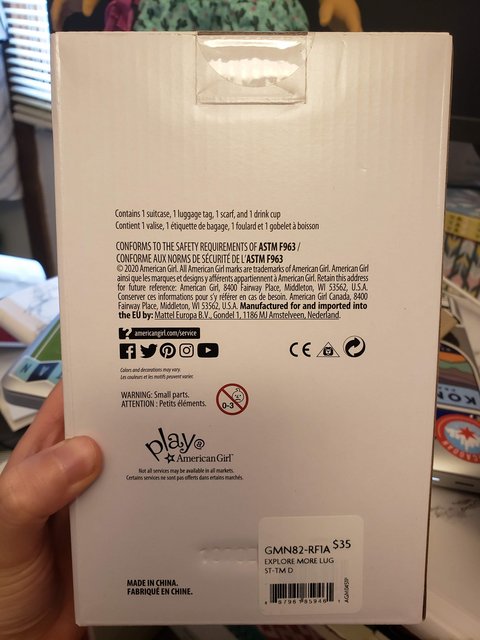 Contains 1 suitcase, 1 luggage tag, 1 scarf, and 1 drink cup
Contient 1 valise, 1 étiquette de bagage, 1 foulard et 1 gobelet à boisson
CONFORMS TO THE SAFETY REQUIREMENTS OF ASTM F963 /
CONFORME AUX NORMS DE SÉCURITÉ DE L'ASTM F963
© 2020 American Girl. All American Girl marks are trademarks of American Girl. American Girl
ainsi que les marques et designs y afférents appartiennent à American Girl. Retain this address
for future reference: American Girl, 8400 Fairway Place, Middleton, WI 53562, U.S.A.
Conserver ces informations pour s'y référer en cas de besoin. American Girl Canada, 8400
Fairway Place, Middleton, WI 53562, U.S.A. Manufactured for and imported into
the EU by: Mattel Europa B.V., Gondel 1, 1186 MJ Amstelveen, Nederland.
? americangirl.com/service
CE
Colors and decorations may vary.
Les couleurs et les motifs peuvent varier.
WARNING: Small parts.
ATTENTION : Petits éléments.
0-3
play@
American Girl™
Not all services may be available in all markets.
Certains services ne sont pas offerts dans certains marchés.
MADE IN CHINA.
FABRIQUÉ EN CHINE.
GMN82-RF1A $35
EXPLORE MORE LUG
ST-TM D
KON